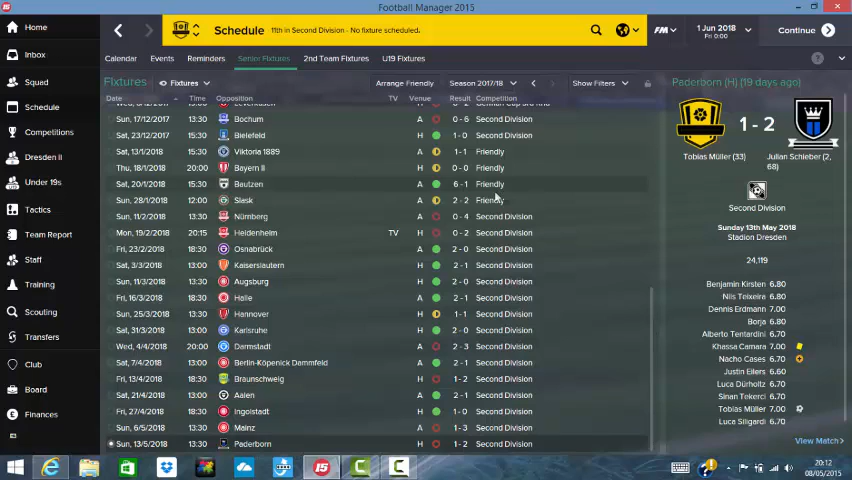 Football Manager 2015
Schedule 11th in Second Division - No fixture scheduled.
FM
1 Jun 2018
Fri 0:00
Continue
Home
Inbox
Squad
Schedule
Competitions
Dresden II
Under 19s
Tactics
Team Report
Staff
Training
Scouting
Transfers
Club
Board
Finances
Calendar Events Reminders Senior Fixtures 2nd Team Fixtures U19 Fixtures
Fixtures Fixtures Arrange Friendly Season 2017/18 Show Filters
Date Time Opposition TV Venue Result Competition
Sun, 17/12/2017 13:30 Bochum A 0 - 6 Second Division
Sat, 23/12/2017 15:30 Bielefeld H 1-0 Second Division
Sat, 13/1/2018 15:30 Viktoria 1889 A 1-1 Friendly
Thu, 18/1/2018 20:00 Bayern II H 0-0 Friendly
Sat, 20/1/2018 15:30 Bautzen A 6 -1 Friendly
Sun, 28/1/2018 12:00 Slask A 2-2 Friendly
Sun, 11/2/2018 13:30 Nürnberg A 0-4 Second Division
Mon, 19/2/2018 20:15 Heidenheim TV H 0-2 Second Division
Fri, 23/2/2018 18:30 Osnabrück A 2-0 Second Division
Sat, 3/3/2018 13:00 Kaiserslautern H 2-1 Second Division
Sun, 11/3/2018 13:30 Augsburg H 2-0 Second Division
Fri, 16/3/2018 18:30 Halle A 2-1 Second Division
Sun, 25/3/2018 13:30 Hannover H 1-1 Second Division
Sat, 31/3/2018 13:00 Karlsruhe H 2-0 Second Division
Wed, 4/4/2018 20:00 Darmstadt A 2-3 Second Division
Sat, 7/4/2018 13:00 Berlin-Köpenick Dammfeld A 2-1 Second Division
Fri, 13/4/2018 18:30 Braunschweig H 1-2 Second Division
Sat, 21/4/2018 13:00 Aalen A 2-1 Second Division
Fri, 27/4/2018 18:30 Ingolstadt H 1-0 Second Division
Sun, 6/5/2018 13:30 Mainz A 1-3 Second Division
Sun, 13/5/2018 13:30 Paderborn H 1-2 Second Division
Paderborn (H) (19 days ago)
1 - 2
Tobias Müller (33)
Julian Schieber (2,
68)
Second Division
Sunday 13th May 2018
Stadion Dresden
24,119
Benjamin Kirsten 6.80
Nils Teixeira 6.80
Dennis Erdmann 7.00
Borja 6.80
Alberto Tentardini 6.70
Khassa Camara 7.00
Nacho Cases 6.70
Justin Eilers 6.60
Luca Dürholtz 6.70
Sinan Tekerci 6.70
Tobias Müller 7.00
Luca Siligardi 6.70
View Match
15
20:12
08/05/2015